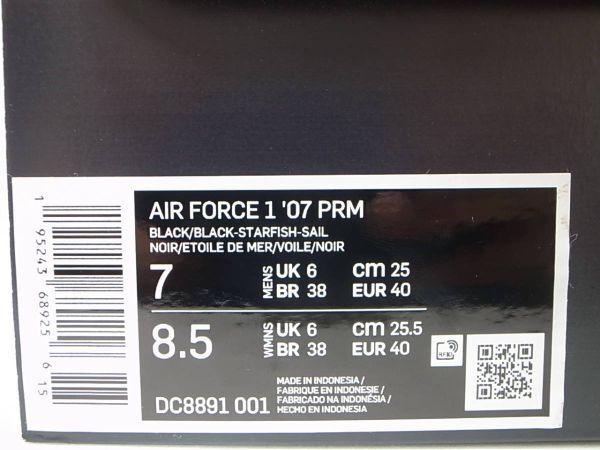 AIR FORCE 1 '07 PRM
BLACK/BLACK-STARFISH-SAIL
NOIR/ETOILE DE MER/VOILE/NOIR
7 MENS UK 6 cm 25
BR 38 EUR 40
8.5 WMNS UK 6 cm 25.5
BR 38 EUR 40
RFID
MADE IN INDONESIA/
FABRIQUE EN INDONESIE/
FABRICADO NA INDONÉSIA/
HECHO EN INDONESIA
DC8891 001
1 95243 68925 6 15